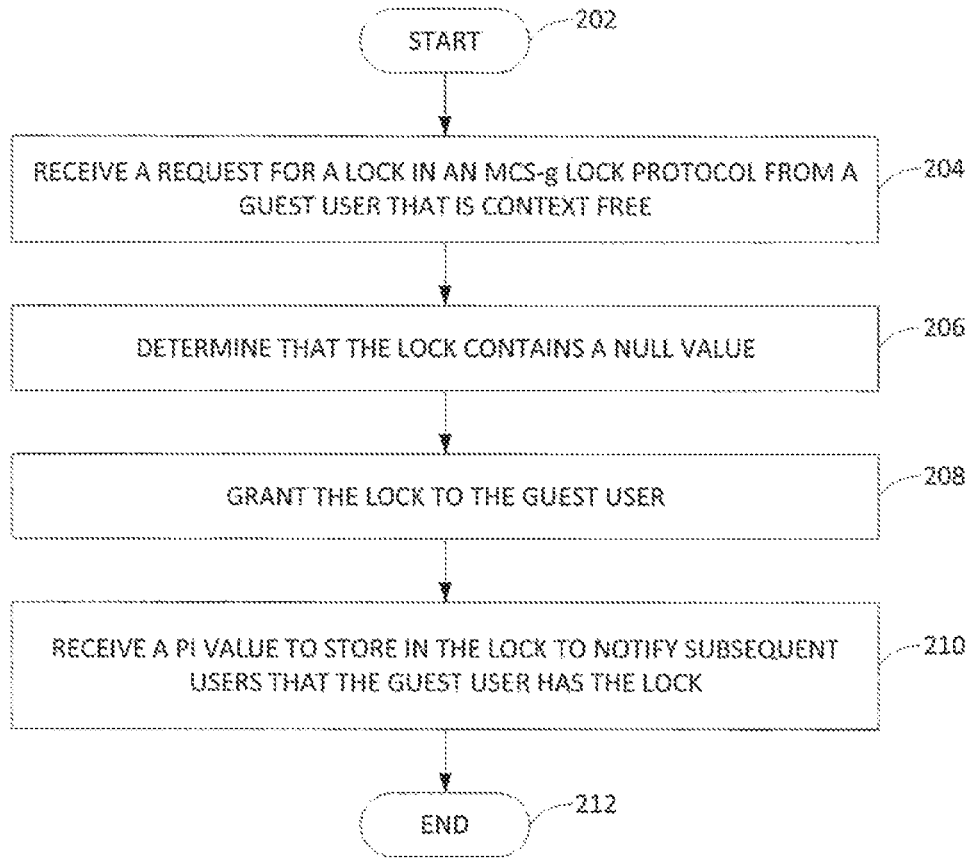 START
202
RECEIVE A REQUEST FOR A LOCK IN AN MCS-g LOCK PROTOCOL FROM A
GUEST USER THAT IS CONTEXT FREE
204
DETERMINE THAT THE LOCK CONTAINS A NULL VALUE
206
GRANT THE LOCK TO THE GUEST USER
208
RECEIVE A PI VALUE TO STORE IN THE LOCK TO NOTIFY SUBSEQUENT
USERS THAT THE GUEST USER HAS THE LOCK
210
END
212